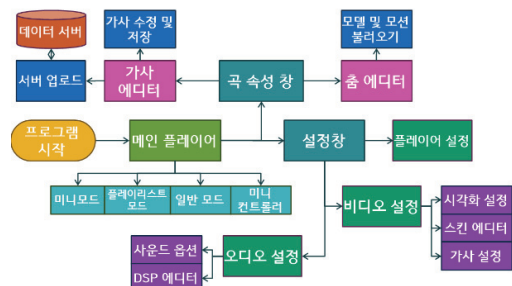 데이터 서버
가사 수정 및
저장
모델 및 모션
불러오기
서버 업로드
가사
에디터
곡 속성 창
춤 에디터
프로그램
시작
메인 플레이어
설정창
플레이어 설정
미니모드
플레이리스트
모드
일반 모드
미니
컨트롤러
비디오 설정
시각화 설정
스킨 에디터
가사 설정
사운드 옵션
오디오 설정
DSP 에디터